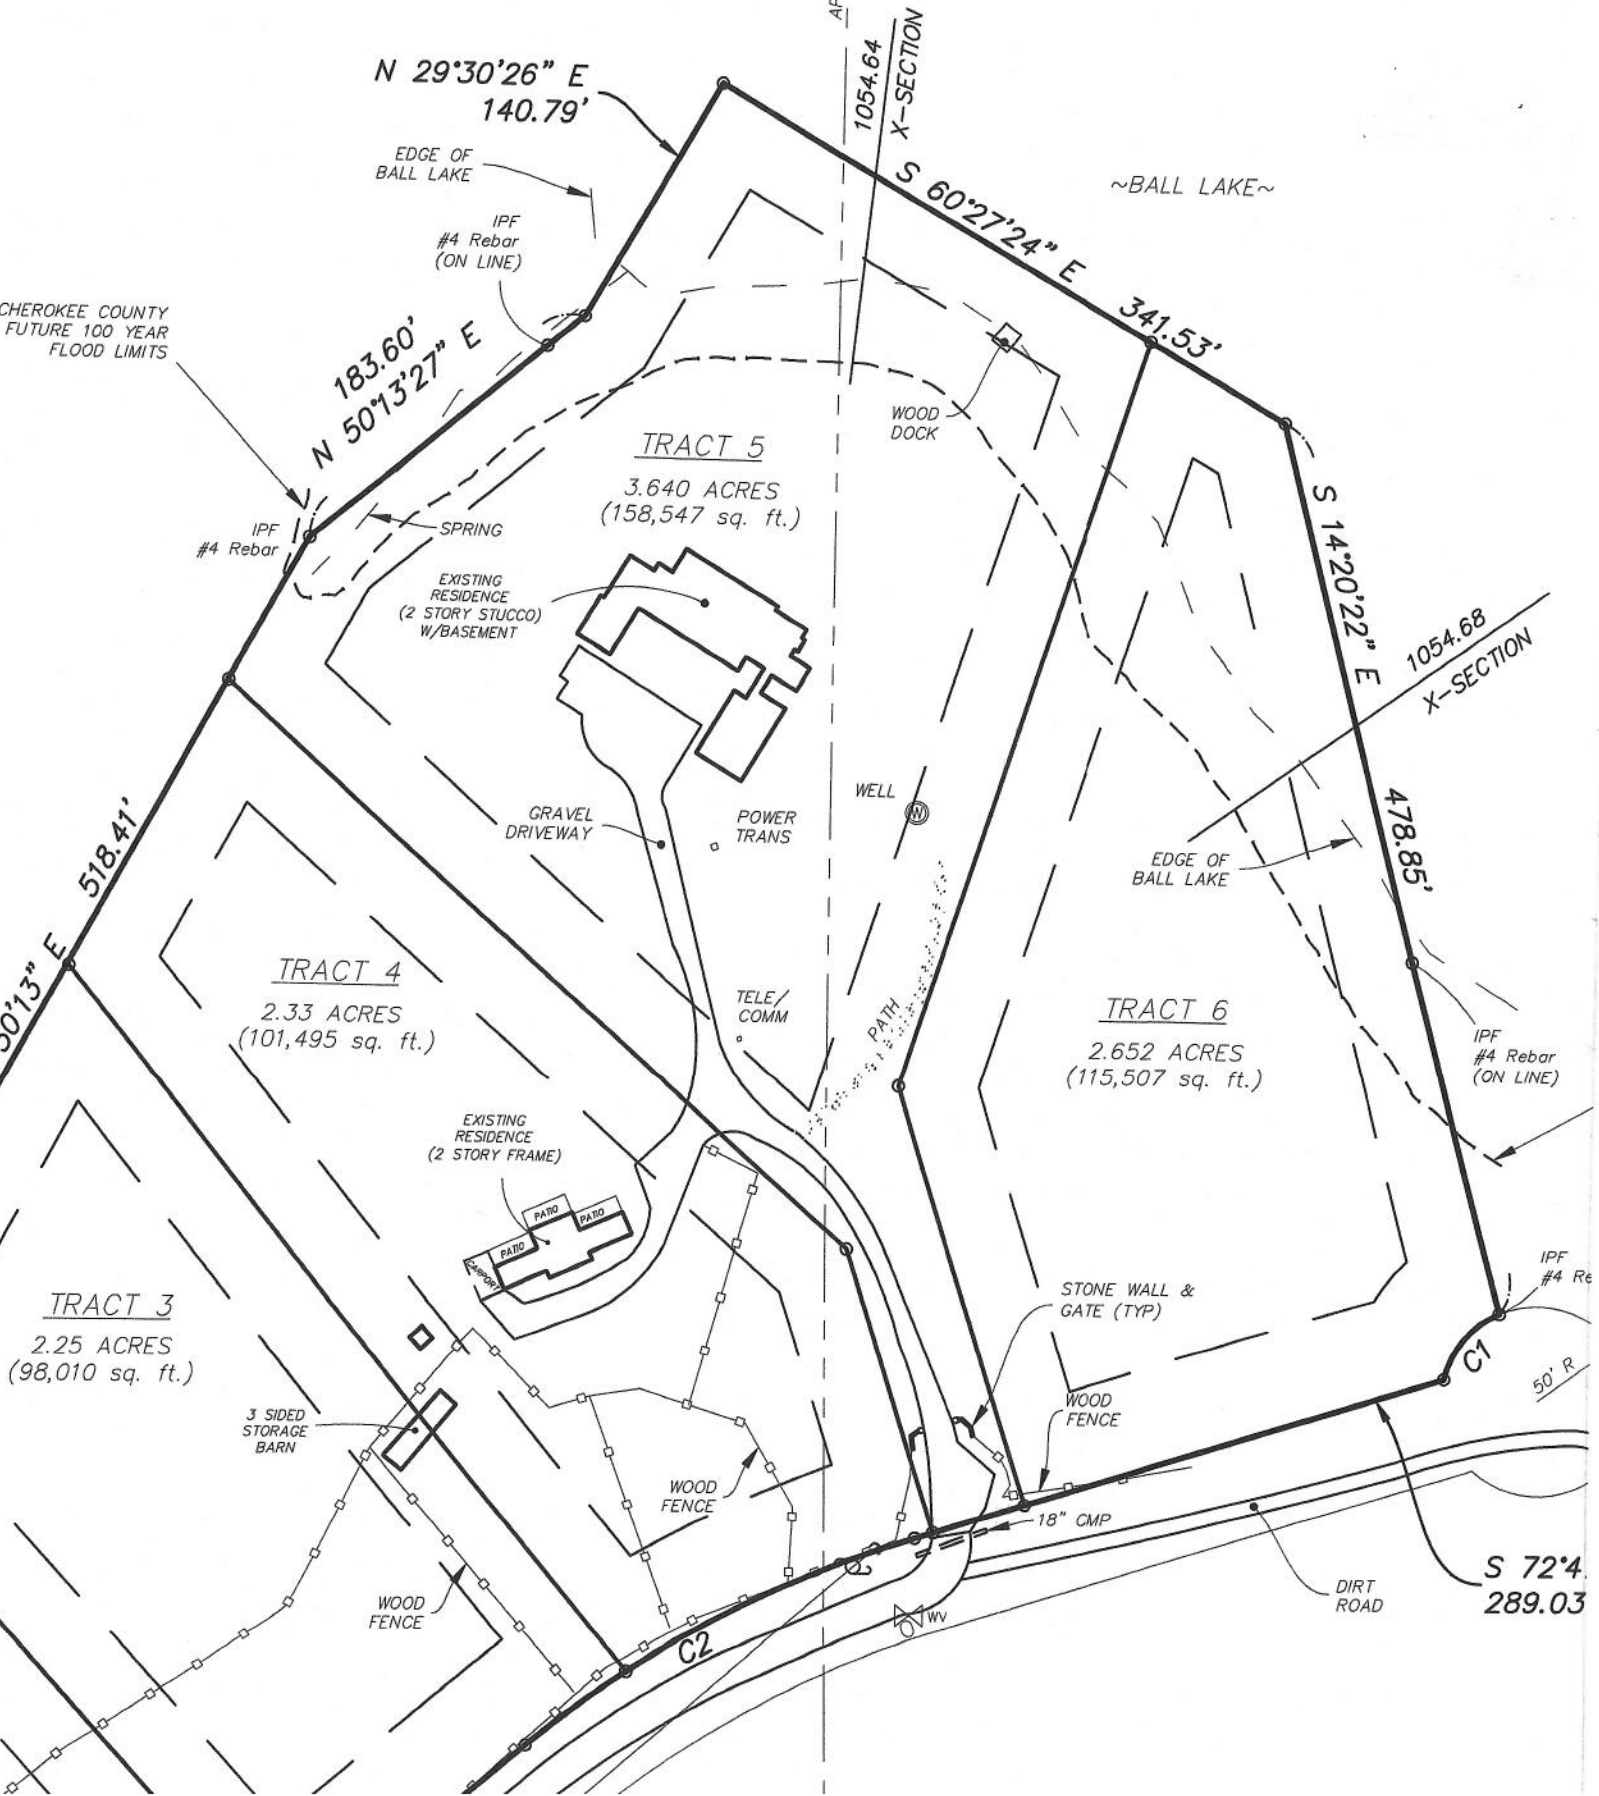 N 29°30'26" E
140.79'
EDGE OF
BALL LAKE
IPF
#4 Rebar
(ON LINE)
1054.64
X-SECTION
~BALL LAKE~
S 60°27'24" E
341.53'
CHEROKEE COUNTY
FUTURE 100 YEAR
FLOOD LIMITS
183.60'
N 50°13'27" E
WOOD
DOCK
TRACT 5
3.640 ACRES
(158,547 sq. ft.)
IPF
#4 Rebar
SPRING
S 14°20'22" E
478.85'
EXISTING
RESIDENCE
(2 STORY STUCCO)
W/BASEMENT
1054.68
X-SECTION
WELL
W
GRAVEL
DRIVEWAY
POWER
TRANS
518.41'
EDGE OF
BALL LAKE
TRACT 4
2.33 ACRES
(101,495 sq. ft.)
TELE/
COMM
PATH
TRACT 6
2.652 ACRES
(115,507 sq. ft.)
IPF
#4 Rebar
(ON LINE)
0'13" E
EXISTING
RESIDENCE
(2 STORY FRAME)
PATIO
PATIO
PATIO
CARPORT
IPF
#4 Re
STONE WALL &
GATE (TYP)
TRACT 3
2.25 ACRES
(98,010 sq. ft.)
C1
50' R
3 SIDED
STORAGE
BARN
WOOD
FENCE
WOOD
FENCE
18" CMP
S 72°4
289.03
DIRT
ROAD
WOOD
FENCE
WV
C2